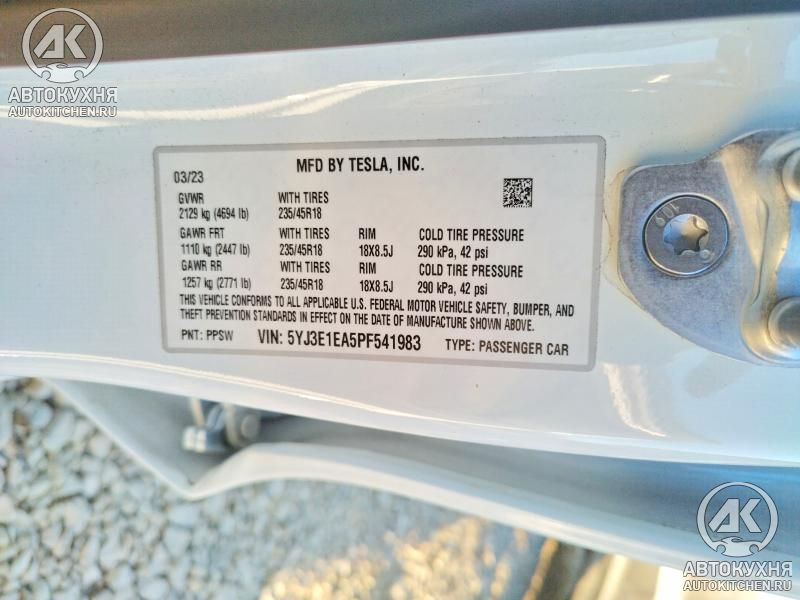 AK
АВТОКУХНЯ
AUTOKITCHEN.RU
MFD BY TESLA, INC.
03/23
GVWR WITH TIRES
2129 kg (4694 lb) 235/45R18
GAWR FRT WITH TIRES RIM COLD TIRE PRESSURE
1110 kg (2447 lb) 235/45R18 18X8.5J 290 kPa, 42 psi
GAWR RR WITH TIRES RIM COLD TIRE PRESSURE
1257 kg (2771 lb) 235/45R18 18X8.5J 290 kPa, 42 psi
THIS VEHICLE CONFORMS TO ALL APPLICABLE U.S. FEDERAL MOTOR VEHICLE SAFETY, BUMPER, AND
THEFT PREVENTION STANDARDS IN EFFECT ON THE DATE OF MANUFACTURE SHOWN ABOVE.
PNT: PPSW VIN: 5YJ3E1EA5PF541983 TYPE: PASSENGER CAR
AK
АВТОКУХНЯ
AUTOKITCHEN.RU